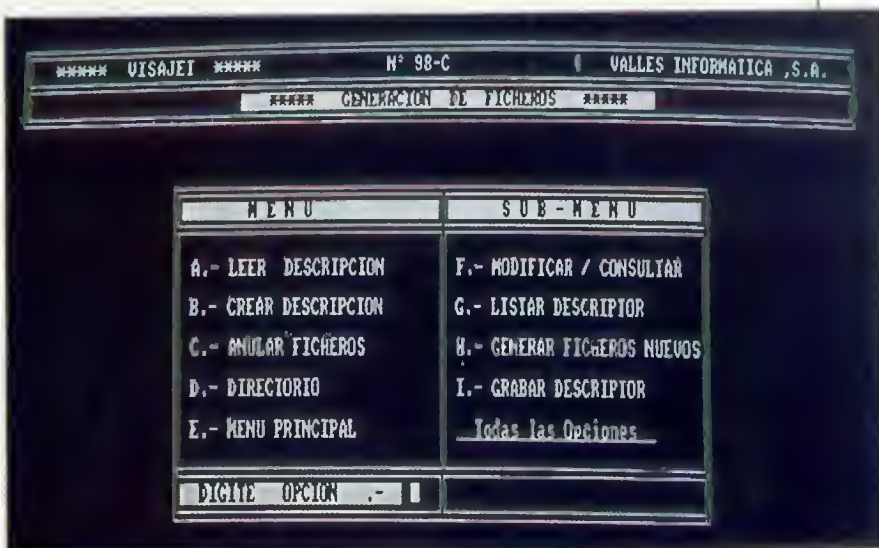 ***** VISAJET ***** Nº 98-C VALLES INFORMATICA ,S.A.
***** GENERACION DE FICHEROS *****
MENU
A.- LEER DESCRIPCION
B.- CREAR DESCRIPCION
C.- ANULAR FICHEROS
D.- DIRECTORIO
E.- MENU PRINCIPAL
DIGITE OPCION .-
SUB-MENU
F.- MODIFICAR / CONSULTAR
G.- LISTAR DESCRIPTOR
H.- GENERAR FICHEROS NUEVOS
I.- GRABAR DESCRIPTOR
Todas las Opciones